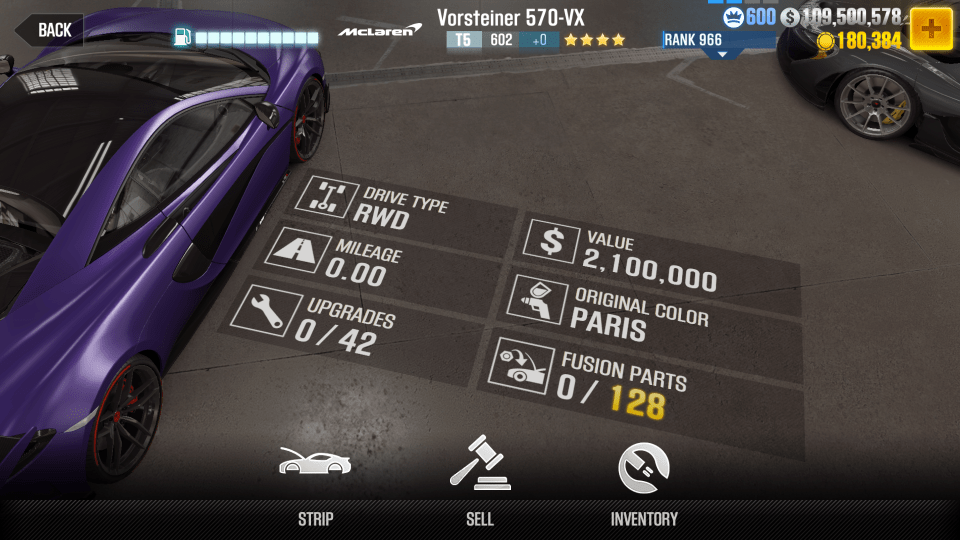 BACK
McLaren
Vorsteiner 570-VX
T5 602 +0
600
109,500,578
180,384
RANK 966
DRIVE TYPE
RWD
MILEAGE
0.00
UPGRADES
0/42
VALUE
2,100,000
ORIGINAL COLOR
PARIS
FUSION PARTS
0/128
STRIP
SELL
INVENTORY